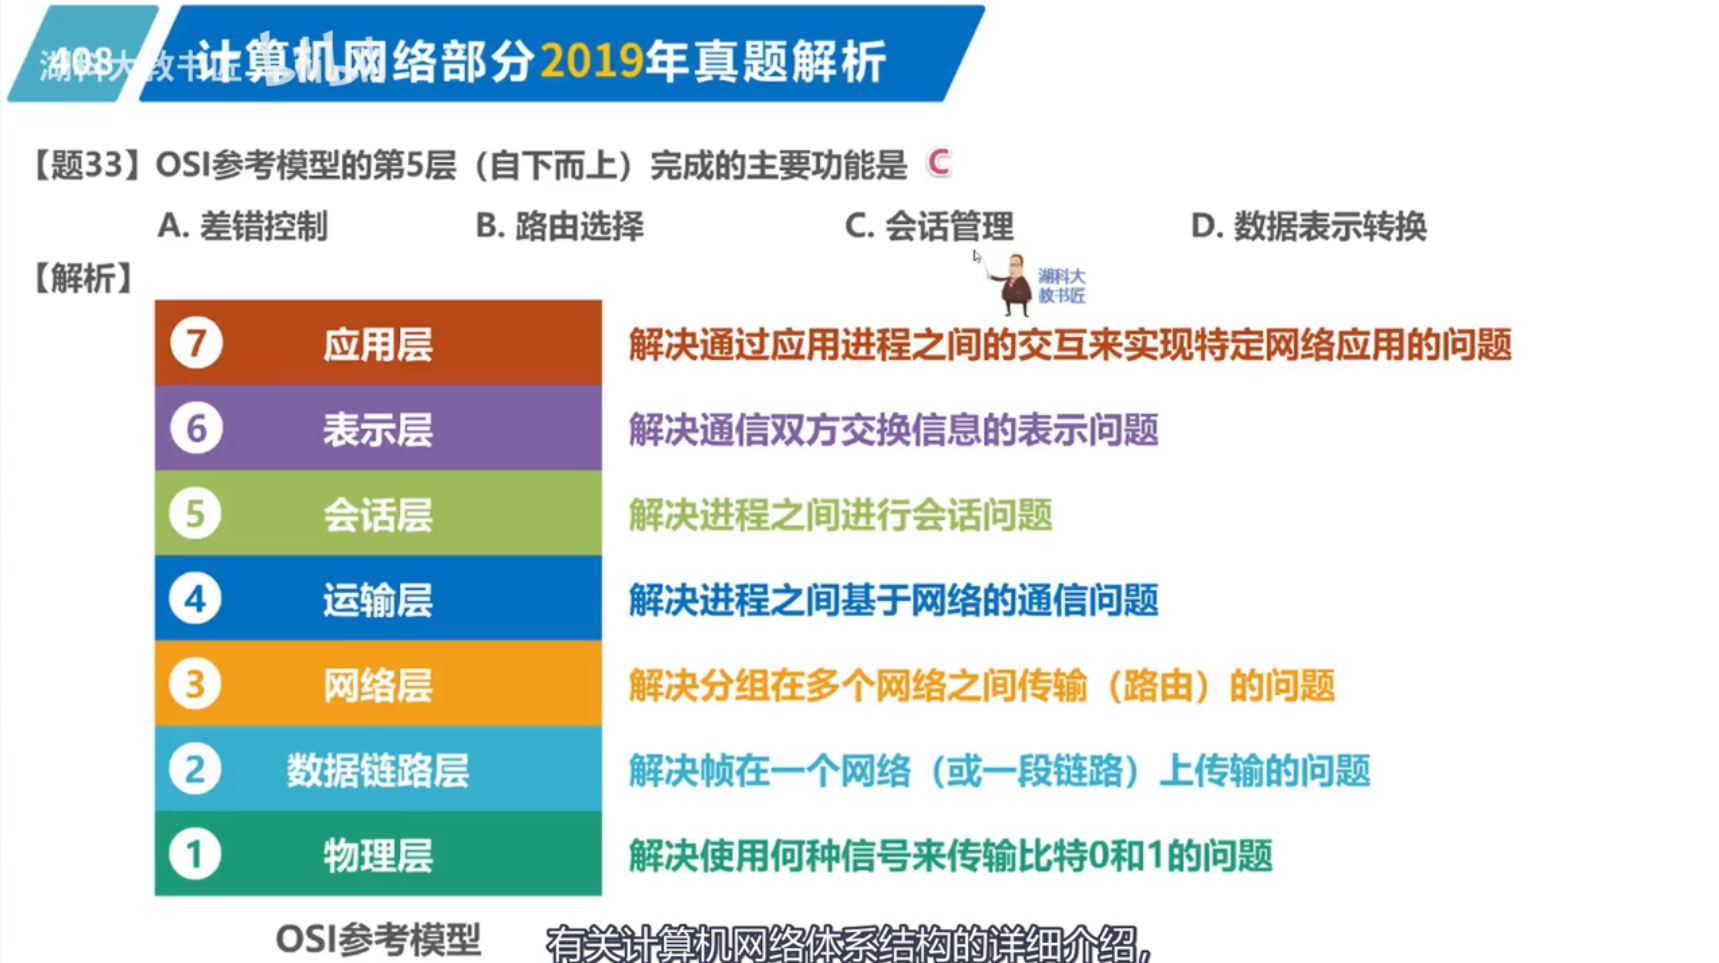 408 计算机网络部分2019年真题解析
湖科大教书匠 bilibili
【题33】OSI参考模型的第5层（自下而上）完成的主要功能是 C
A. 差错控制 B. 路由选择 C. 会话管理 D. 数据表示转换
湖科大
教书匠
【解析】
7 应用层 解决通过应用进程之间的交互来实现特定网络应用的问题
6 表示层 解决通信双方交换信息的表示问题
5 会话层 解决进程之间进行会话问题
4 运输层 解决进程之间基于网络的通信问题
3 网络层 解决分组在多个网络之间传输（路由）的问题
2 数据链路层 解决帧在一个网络（或一段链路）上传输的问题
1 物理层 解决使用何种信号来传输比特0和1的问题
OSI参考模型
有关计算机网络体系结构的详细介绍，